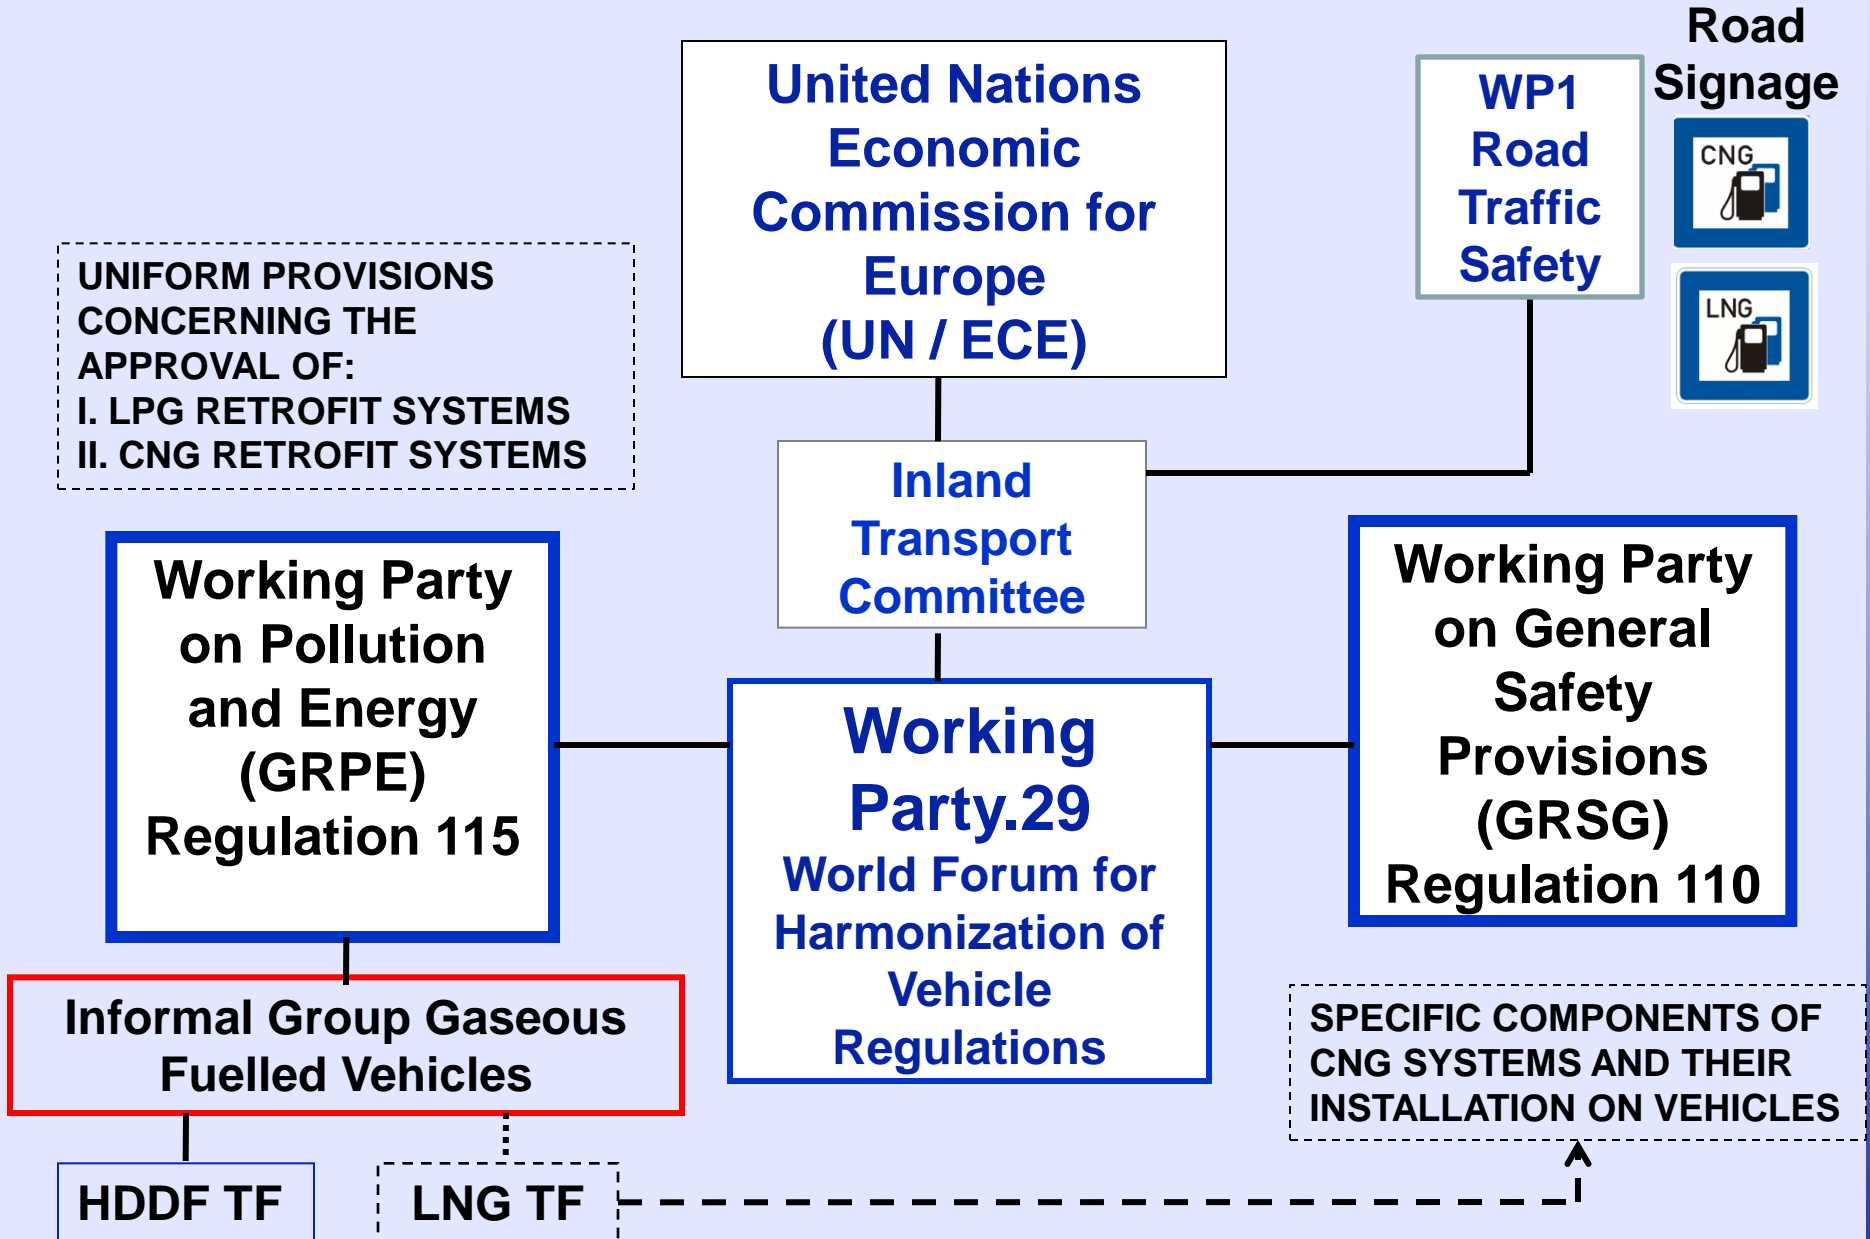 United Nations
Economic
Commission for
Europe
(UN / ECE)
WP1
Road
Traffic
Safety
Road
Signage
CNG
LNG
UNIFORM PROVISIONS
CONCERNING THE
APPROVAL OF:
I. LPG RETROFIT SYSTEMS
II. CNG RETROFIT SYSTEMS
Inland
Transport
Committee
Working Party
on Pollution
and Energy
(GRPE)
Regulation 115
Working
Party.29
World Forum for
Harmonization of
Vehicle
Regulations
Working Party
on General
Safety
Provisions
(GRSG)
Regulation 110
Informal Group Gaseous
Fuelled Vehicles
SPECIFIC COMPONENTS OF
CNG SYSTEMS AND THEIR
INSTALLATION ON VEHICLES
HDDF TF
LNG TF